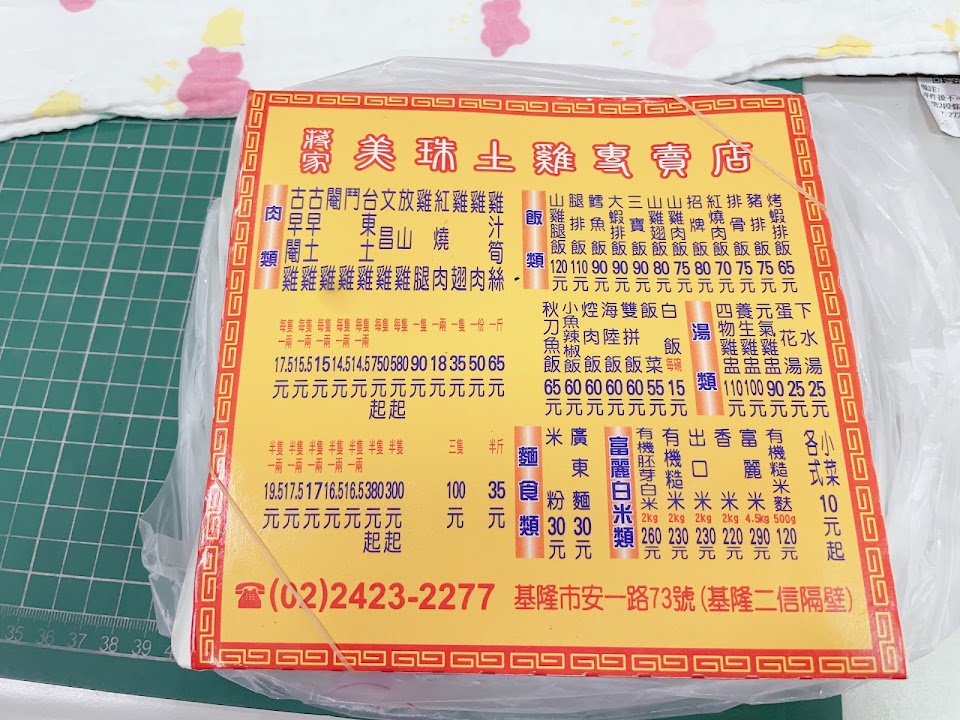 蔣家 美珠土雞專賣店
肉類
古早閹雞 每隻一兩 17.5元 半隻一兩 19.5元
古早土雞 每隻一兩 15.5元 半隻一兩 17.5元
閹雞 每隻一兩 15元 半隻一兩 17元
鬥雞 每隻一兩 14.5元 半隻一兩 16.5元
台東土雞 每隻一兩 14.5元 半隻一兩 16.5元
文昌雞 每隻 750元起 半隻 380元起
放山雞 每隻 580元起 半隻 300元起
雞腿 一隻 90元
紅燒肉 一兩 18元
雞翅 一隻 35元 三隻 100元
雞肉 一份 50元
雞汁筍絲 一斤 65元 半斤 35元
飯類
山雞腿飯 120元
腿排飯 110元
鱈魚飯 90元
大蝦排飯 90元
三寶飯 90元
山雞翅飯 80元
山雞肉飯 75元
招牌飯 80元
紅燒肉飯 70元
排骨飯 75元
豬排飯 75元
烤蝦排飯 65元
秋刀魚飯 65元
小魚辣椒飯 60元
焢肉飯 60元
海陸飯 60元
雙拼飯 60元
飯菜 55元
白飯 每碗 15元
湯類
四物雞盅 110元
養生雞盅 100元
元氣雞盅 90元
蛋花湯 25元
下水湯 25元
麵食類
米粉 30元
廣東麵 30元
富麗白米類
有機胚芽白米 2kg 260元
有機糙米 2kg 230元
出口米 2kg 230元
香米 2kg 220元
富麗米 4.5kg 290元
有機糙米麩 500g 120元
各式小菜10元起
☎(02)2423-2277 基隆市安一路73號(基隆二信隔壁)
35 36 37 38 39